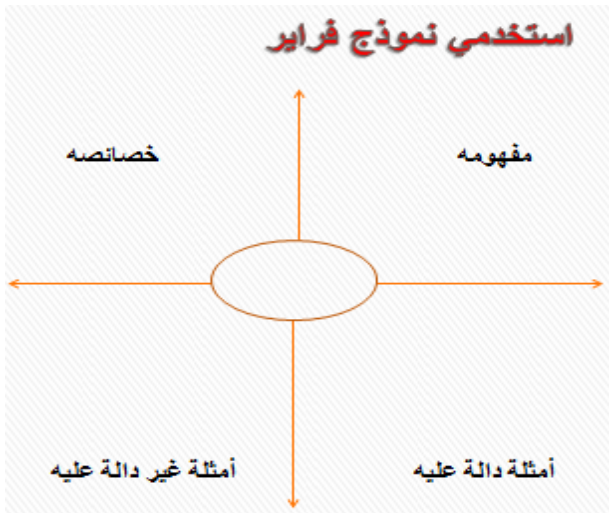 استخدمي نموذج فراير
مفهومه
خصائصه
أمثلة دالة عليه
أمثلة غير دالة عليه